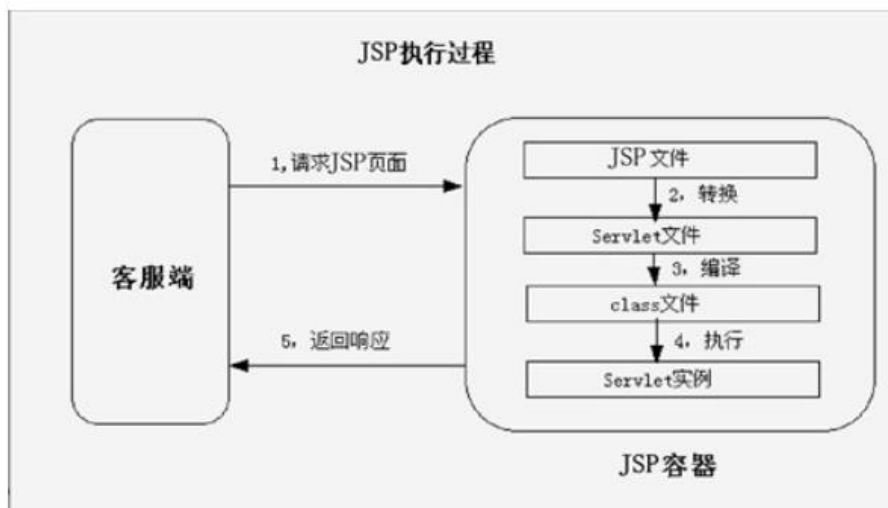 JSP执行过程
1,请求JSP页面
JSP文件
2，转换
Servlet文件
客服端
3，编译
class文件
5，返回响应
4，执行
Servlet实例
JSP容器